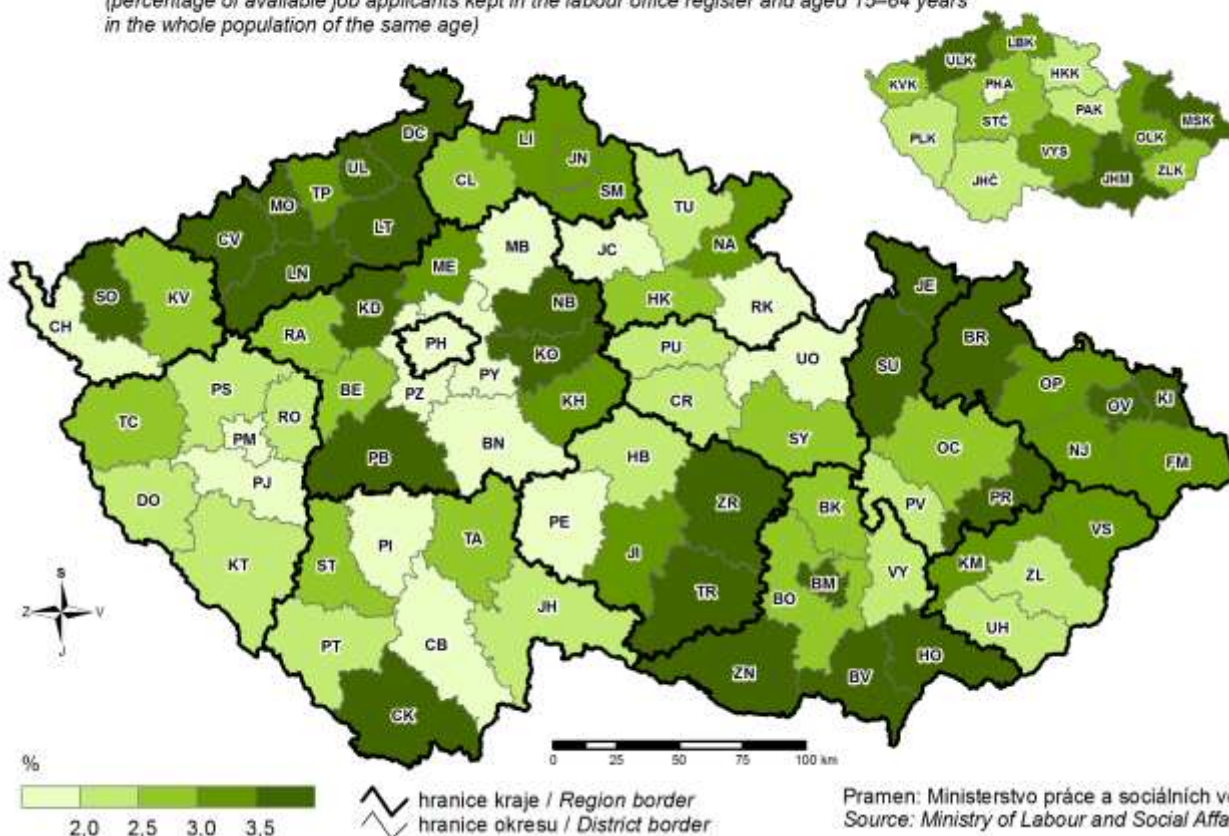 (percentage of available job applicants kept in the labour office register and aged 15–64 years
in the whole population of the same age)
ULK
LBK
KVK
PHA
HKK
STČ
PAK
MSK
PLK
OLK
VYS
ZLK
JHČ
JHM
DC
LI
UL
JN
TP
CL
SM
MO
TU
CV
LT
MB
JC
NA
LN
ME
SO
KV
KD
NB
HK
RK
JE
CH
RA
PH
KO
PU
UO
BR
SU
PS
BE
PZ
PY
OP
KI
OV
TC
RO
KH
CR
PM
BN
SY
OC
NJ
FM
PB
HB
PJ
DO
ZR
PV
PR
PE
BK
VS
KT
ST
PI
TA
JI
KM
TR
BM
VY
ZL
BO
JH
UH
PT
CB
HO
ZN
BV
CK
S
Z V
J
0 25 50 75 100 km
%
2,0 2,5 3,0 3,5
hranice kraje / Region border
hranice okresu / District border
Pramen: Ministerstvo práce a sociálních v
Source: Ministry of Labour and Social Affa